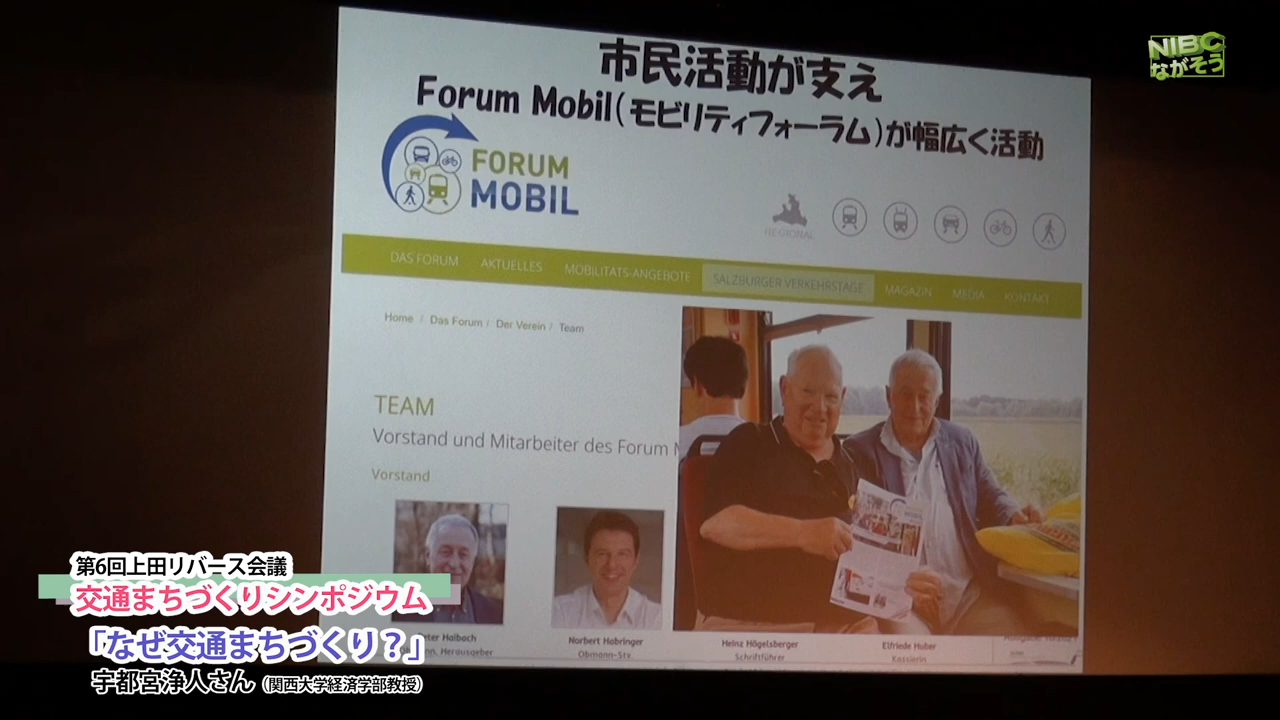 NIBC
ながそう
市民活動が支え
Forum Mobil(モビリティフォーラム)が幅広く活動
FORUM
MOBIL
REGIONAL
DAS FORUM AKTUELLES MOBILITÄTS-ANGEBOTE SALZBURGER VERKEHRSTAGE MAGAZIN MEDIA KONTAKT
Home / Das Forum / Der Verein / Team
TEAM
Vorstand und Mitarbeiter des Forum
Vorstand
Haibach
Herausgeber
Norbert Habringer
Obmann-Stv.
Heinz Högelsberger
Schriftführer
Elfriede Huber
Kassierin
第6回上田リバース会議
交通まちづくりシンポジウム
「なぜ交通まちづくり？」
宇都宮浄人さん（関西大学経済学部教授）